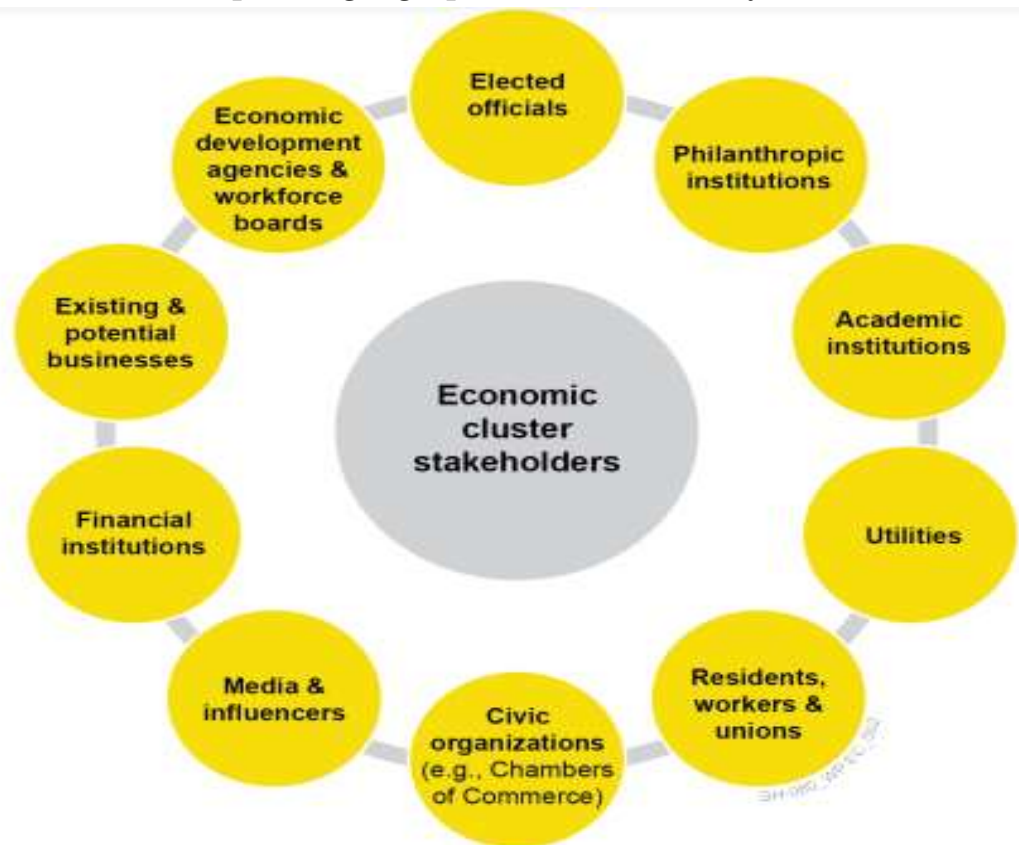 Elected
officials
Philanthropic
institutions
Academic
institutions
Utilities
Residents,
workers &
unions
Civic
organizations
(e.g., Chambers
of Commerce)
Media &
influencers
Financial
institutions
Existing &
potential
businesses
Economic
development
agencies &
workforce
boards
Economic
cluster
stakeholders